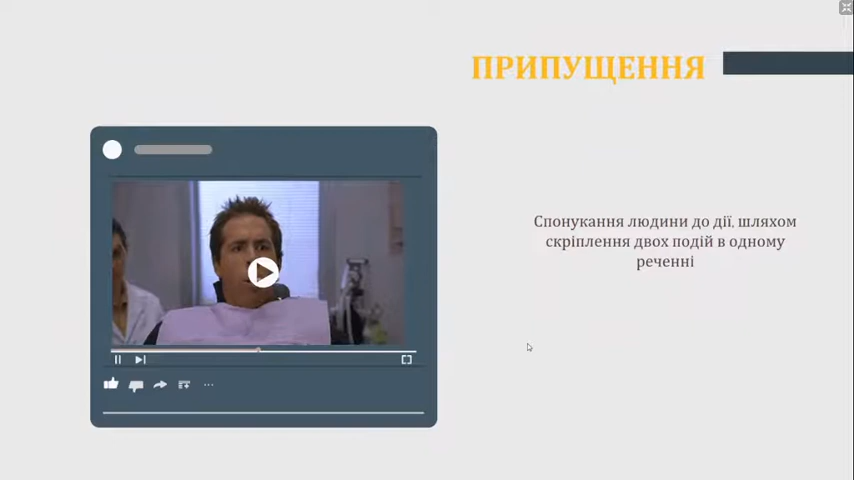 ПРИПУЩЕННЯ
Спонукання людини до дії, шляхом
скріплення двох подій в одному
реченні